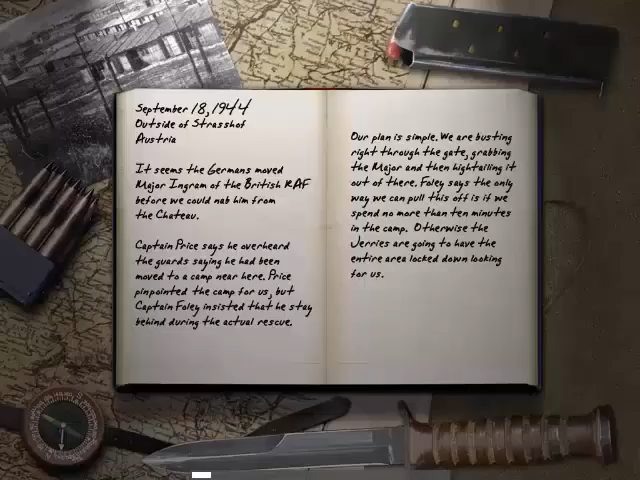 September 18, 1944
Outside of Strasshof
Austria
It seems the Germans moved
Major Ingram of the British RAF
before we could nab him from
the Chateau.
Captain Price says he overheard
the guards saying he had been
moved to a camp near here. Price
pinpointed the camp for us, but
Captain Foley insisted that he stay
behind during the actual rescue.
Our plan is simple. We are busting
right through the gate, grabbing
the Major and then hightailing it
out of there. Foley says the only
way we can pull this off is if we
spend no more than ten minutes
in the camp. Otherwise the
Jerries are going to have the
entire area locked down looking
for us.